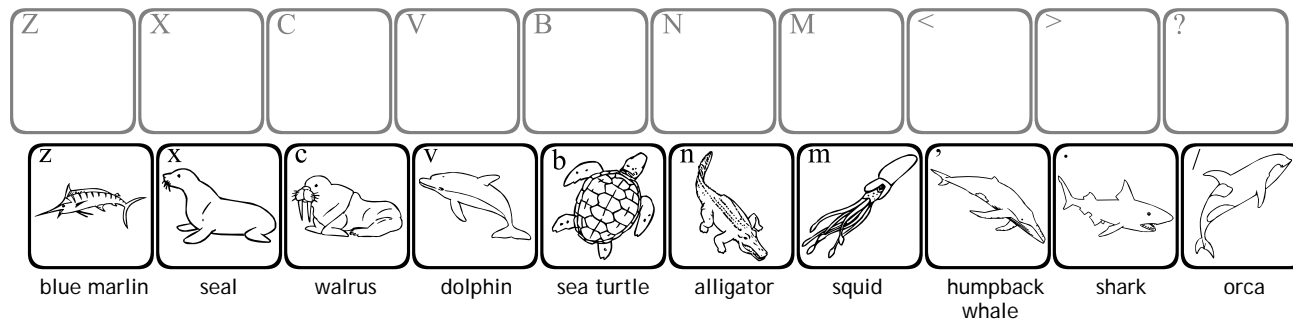 Z X C V B N M < > ?
z x c v b n m , . /
blue marlin seal walrus dolphin sea turtle alligator squid humpback whale shark orca